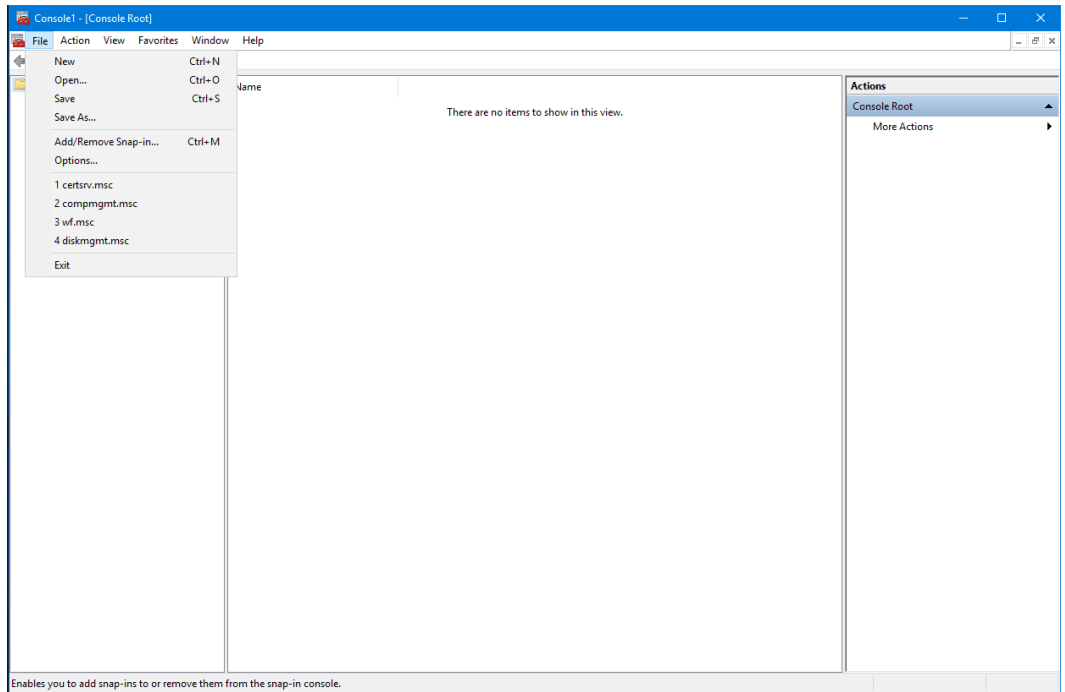 Console1 - [Console Root]
File Action View Favorites Window Help
New Ctrl+N
Open... Ctrl+O
Save Ctrl+S
Save As...
Add/Remove Snap-in... Ctrl+M
Options...
1 certsrv.msc
2 compmgmt.msc
3 wf.msc
4 diskmgmt.msc
Exit
Name
There are no items to show in this view.
Actions
Console Root
More Actions
Enables you to add snap-ins to or remove them from the snap-in console.